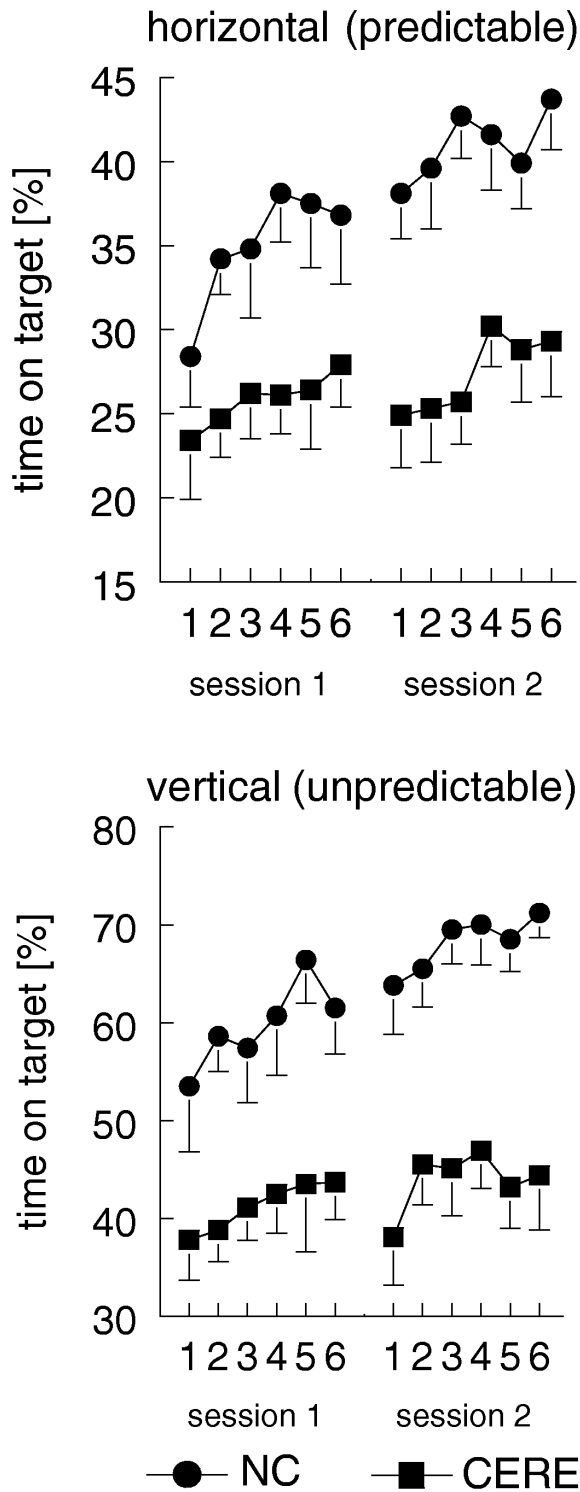 horizontal (predictable)
time on target [%]
45
40
35
30
25
20
15
1 2 3 4 5 6 1 2 3 4 5 6
session 1 session 2
vertical (unpredictable)
time on target [%]
80
70
60
50
40
30
1 2 3 4 5 6 1 2 3 4 5 6
session 1 session 2
NC CERE